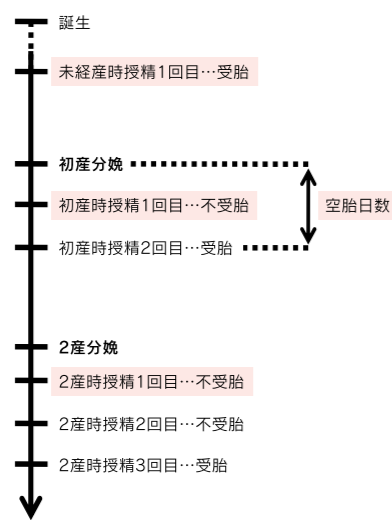 誕生
未経産時授精1回目…受胎
初産分娩
初産時授精1回目…不受胎
空胎日数
初産時授精2回目…受胎
2産分娩
2産時授精1回目…不受胎
2産時授精2回目…不受胎
2産時授精3回目…受胎